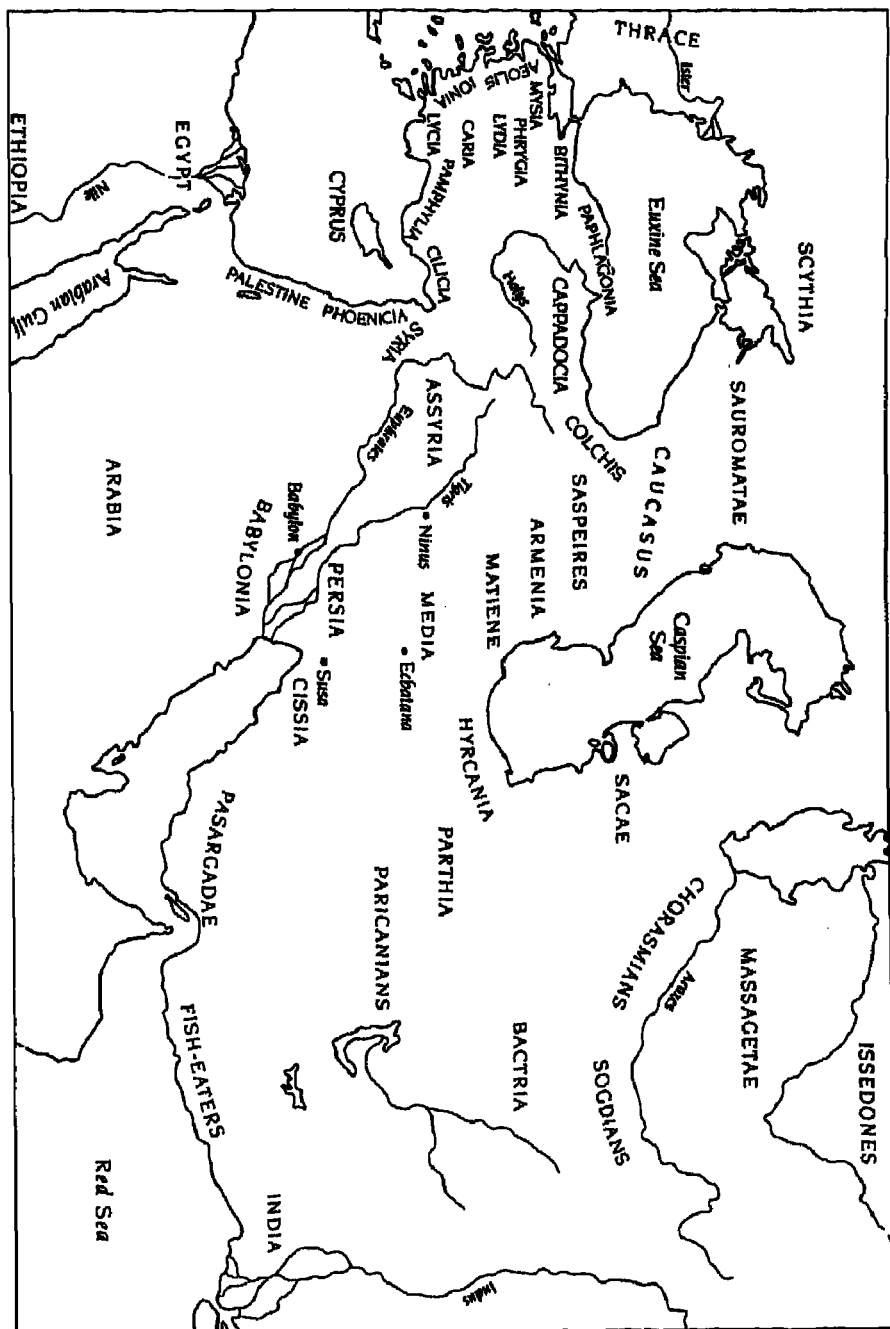 THRACE
Ister
SCYTHIA
ISSEDONES
SAUROMATAE
MASSAGETAE
Euxine Sea
CAUCASUS
Caspian
Sea
SACAE
CHORASMIANS
Araxes
SOGDIANS
COLCHIS
SASPEIRES
AEOLIS
IONIA
MYSIA
BITHYNIA
PAPHLAGONIA
PHRYGIA
LYDIA
CARIA
LYCIA
PAMPHYLIA
CILICIA
Halys
CAPPADOCIA
ARMENIA
MATIENE
HYRCANIA
PARTHIA
BACTRIA
CYPRUS
SYRIA
ASSYRIA
Tigris
Euphrates
Ninus
MEDIA
Ecbatana
PARICANIANS
PHOENICIA
PALESTINE
Babylon
BABYLONIA
PERSIA
Susa
CISSIA
PASARGADAE
FISH-EATERS
INDIA
Indus
EGYPT
Nile
ETHIOPIA
Arabian Gulf
ARABIA
Red Sea